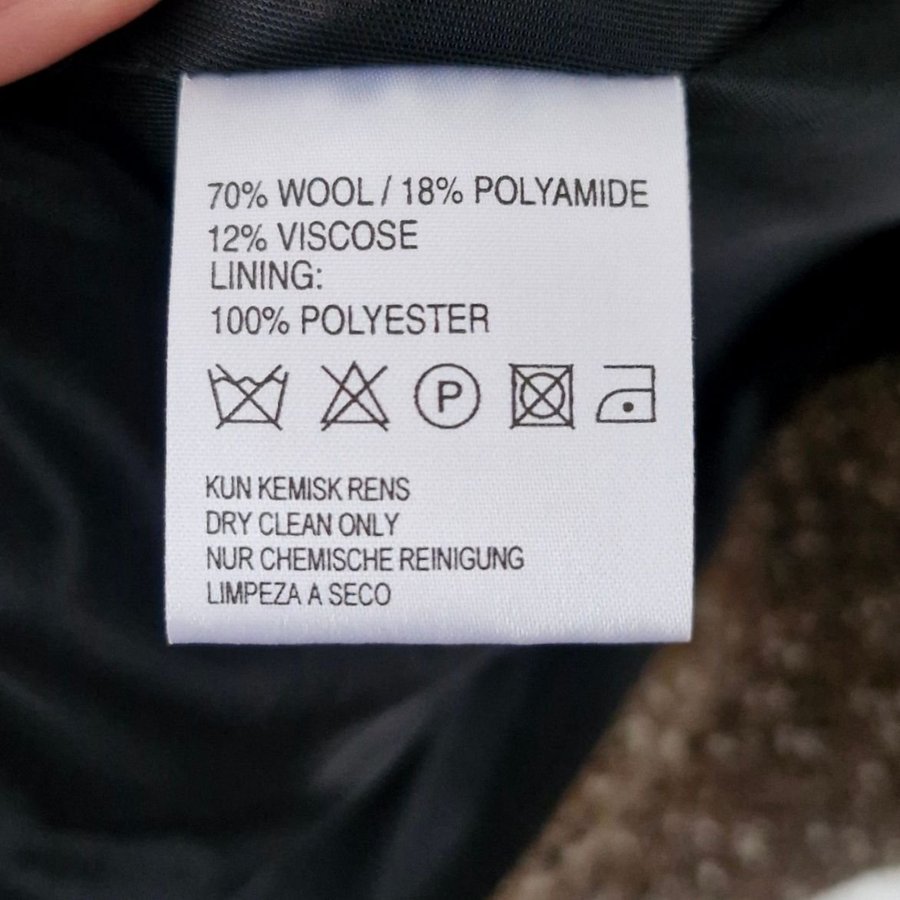 70% WOOL / 18% POLYAMIDE
12% VISCOSE
LINING:
100% POLYESTER
P
KUN KEMISK RENS
DRY CLEAN ONLY
NUR CHEMISCHE REINIGUNG
LIMPEZA A SECO